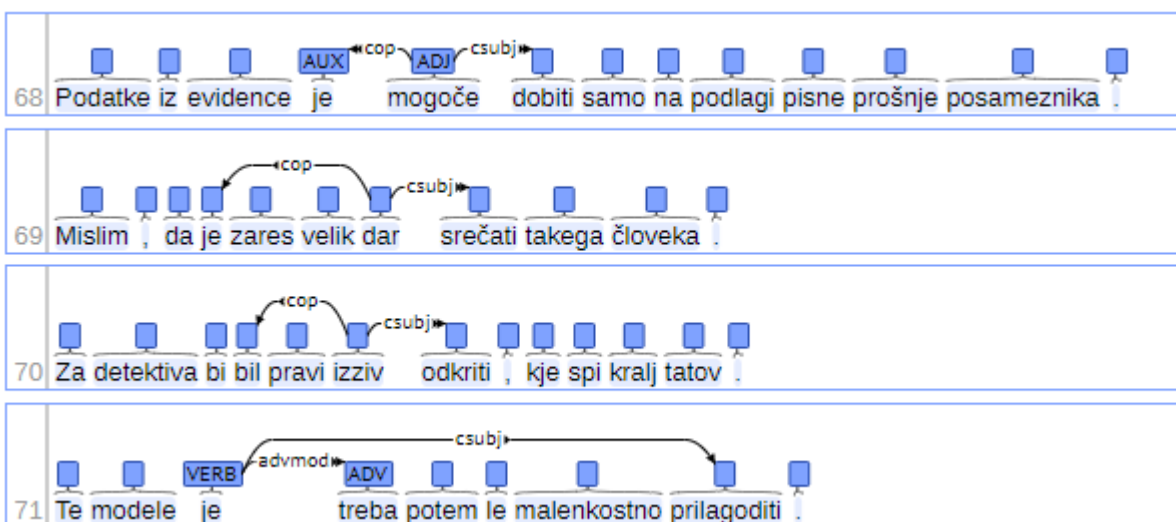 AUX cop ADJ csubj
68 Podatke iz evidence je mogoče dobiti samo na podlagi pisne prošnje posameznika .
cop csubj
69 Mislim , da je zares velik dar srečati takega človeka .
cop csubj
70 Za detektiva bi bil pravi izziv odkriti , kje spi kralj tatov .
csubj
VERB advmod ADV
71 Te modele je treba potem le malenkostno prilagoditi .